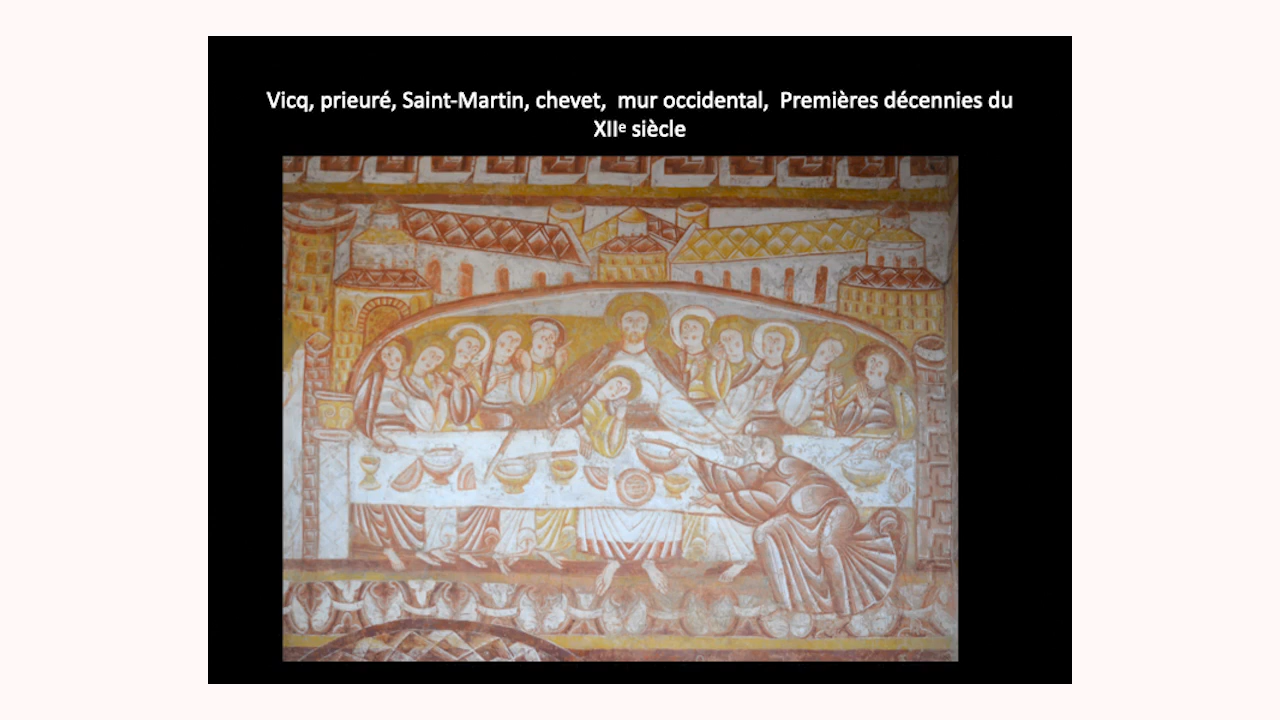 Vicq, prieuré, Saint-Martin, chevet,  mur occidental,  Premières décennies du
XIIe siècle